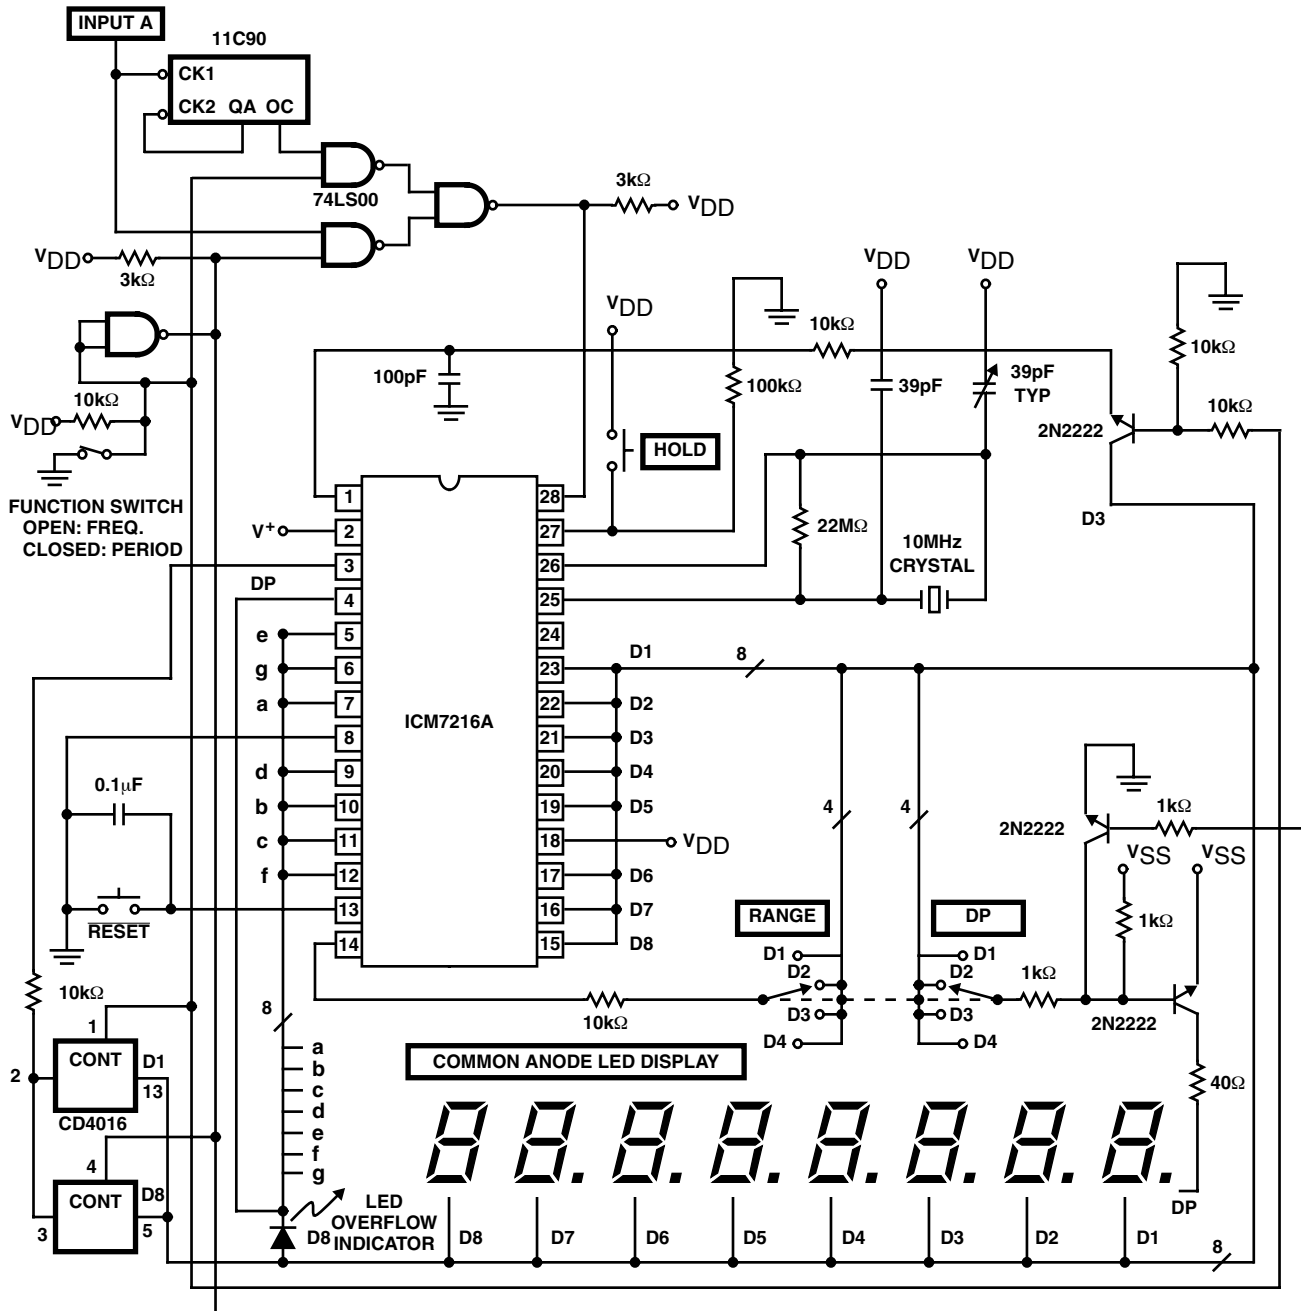 INPUT A
11C90
CK1
CK2 QA OC
74LS00
3kΩ
VDD
VDD
3kΩ
VDD
VDD
VDD
10kΩ
100pF
100kΩ
39pF
39pF
TYP
10kΩ
10kΩ
2N2222
10kΩ
VDD
HOLD
FUNCTION SWITCH
OPEN: FREQ.
CLOSED: PERIOD
V+
D3
22MΩ
10MHz
CRYSTAL
1
2
3
4
5
6
7
8
9
10
11
12
13
14
28
27
26
25
24
23
22
21
20
19
18
17
16
15
ICM7216A
DP
e
g
a
d
b
c
f
D1
D2
D3
D4
D5
VDD
D6
D7
D8
8
4
4
0.1µF
RESET
2N2222
1kΩ
VSS
VSS
1kΩ
RANGE
DP
D1
D2
D3
D4
D1
D2
D3
D4
1kΩ
2N2222
10kΩ
40Ω
10kΩ
1
CONT
D1
2
13
CD4016
4
CONT
D8
3
5
8
a
b
c
d
e
f
g
COMMON ANODE LED DISPLAY
LED
OVERFLOW
INDICATOR
D8
D8
D7
D6
D5
D4
D3
D2
D1
DP
8